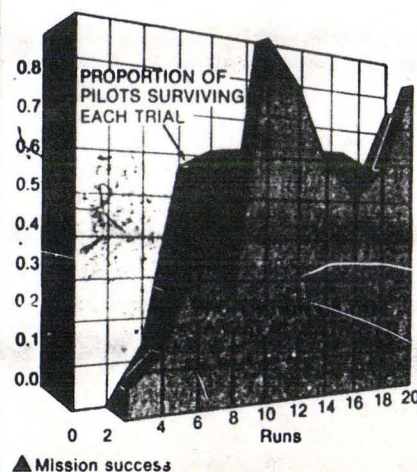 0.8
PROPORTION OF
0.7
PILOTS SURVIVING
EACH TRIAL
0.6
0.5
0.4
0.3
0.2
0.1
0.0
0 2 4 6 8 10 12 14 16 18 20
Runs
▲ Mission success